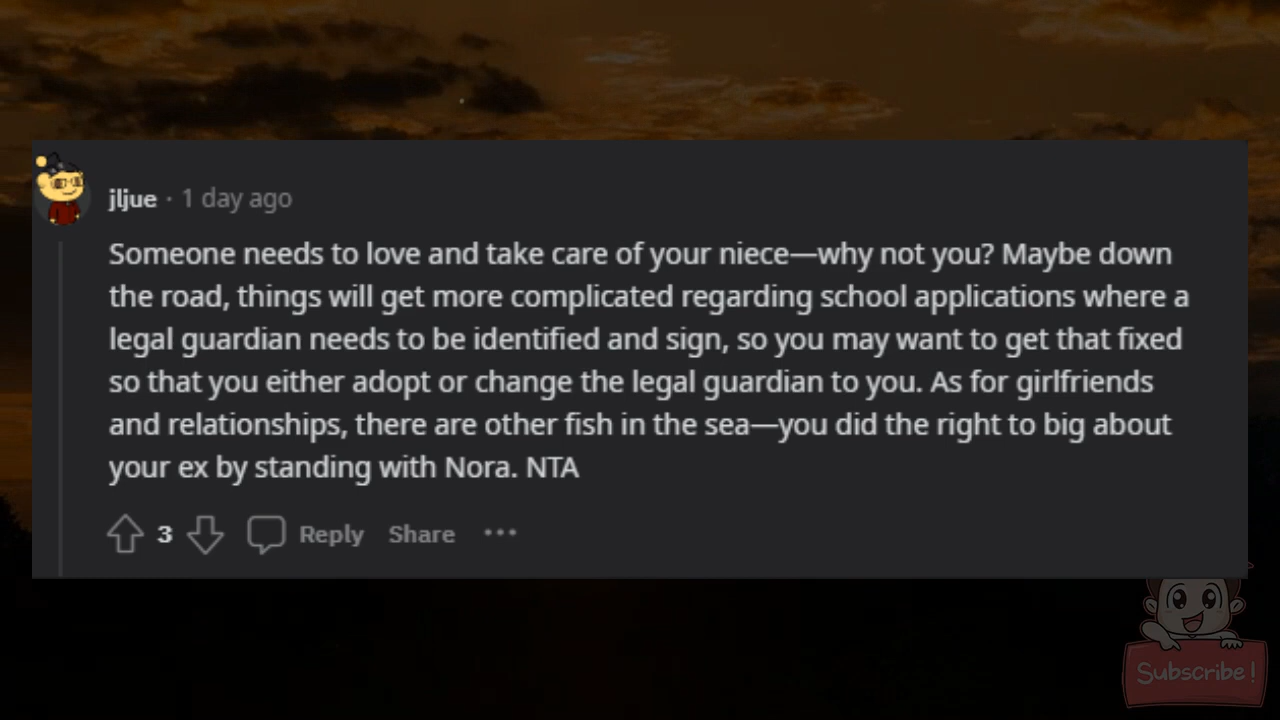 jljue · 1 day ago
Someone needs to love and take care of your niece—why not you? Maybe down
the road, things will get more complicated regarding school applications where a
legal guardian needs to be identified and sign, so you may want to get that fixed
so that you either adopt or change the legal guardian to you. As for girlfriends
and relationships, there are other fish in the sea—you did the right to big about
your ex by standing with Nora. NTA
3 Reply Share ···
Subscribe!